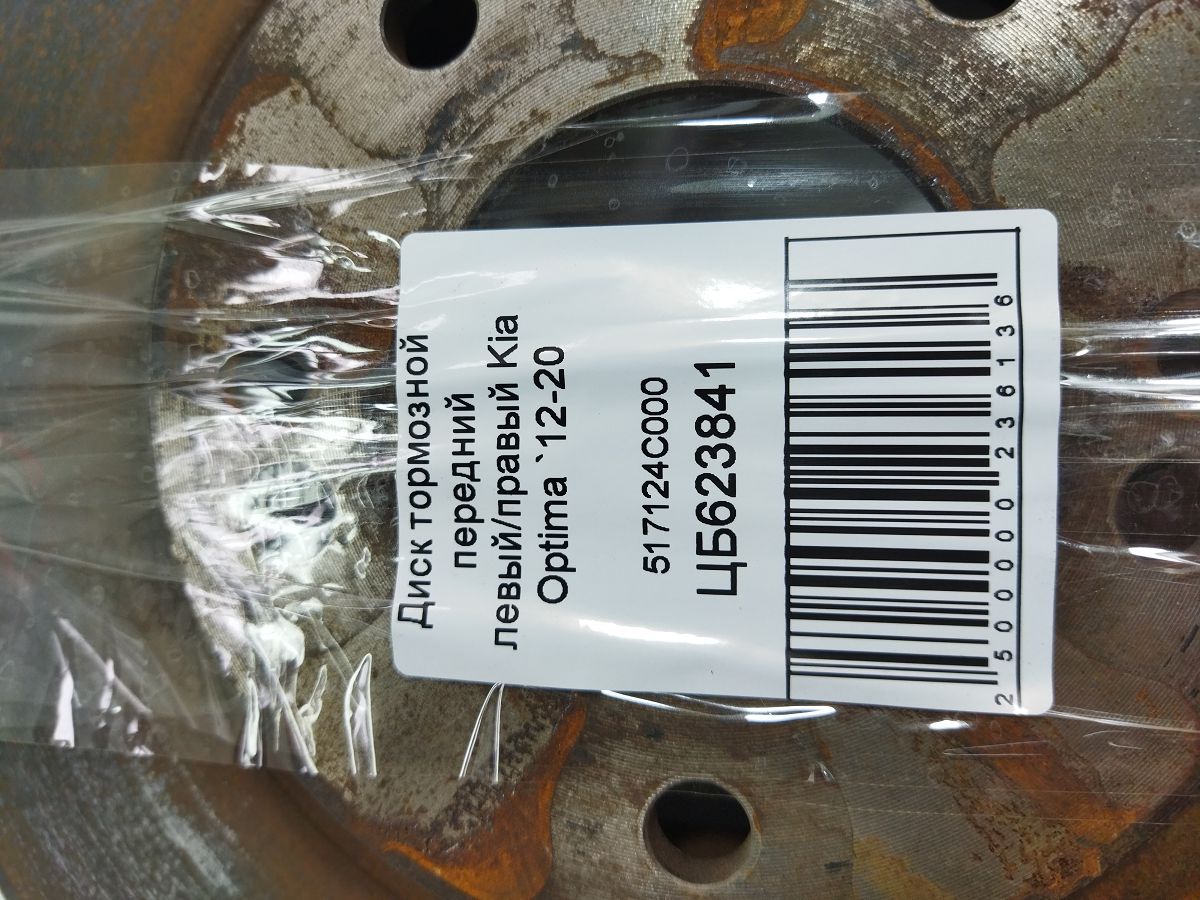 Диск тормозной
передний
левый/правый Kia
Optima `12-20
517124C000
ЦБ623841
2500000236136